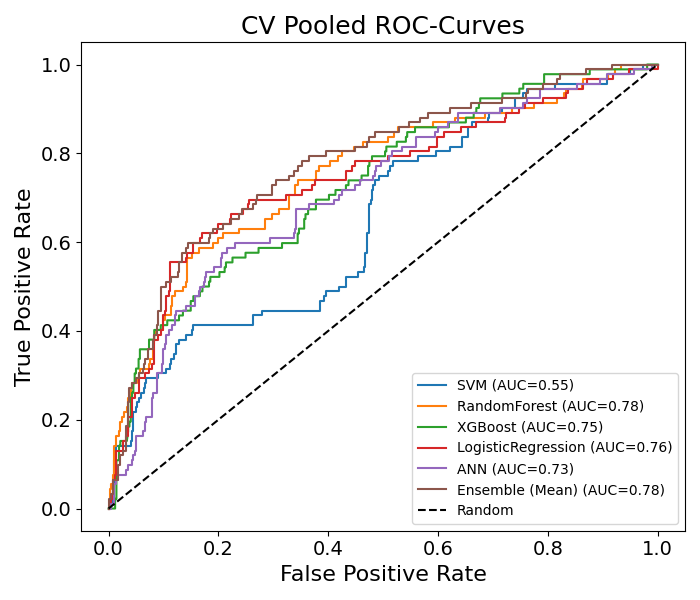 CV Pooled ROC-Curves
True Positive Rate
1.0
0.8
0.6
0.4
0.2
0.0
SVM (AUC=0.55)
RandomForest (AUC=0.78)
XGBoost (AUC=0.75)
LogisticRegression (AUC=0.76)
ANN (AUC=0.73)
Ensemble (Mean) (AUC=0.78)
Random
0.0 0.2 0.4 0.6 0.8 1.0
False Positive Rate